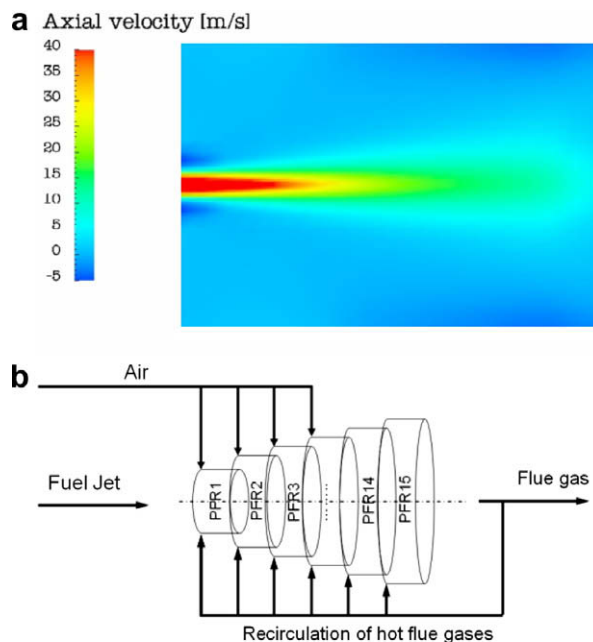 a
Axial velocity [m/s]
40
35
30
25
20
15
10
5
0
-5
b
Air
Fuel Jet
PFR1
PFR2
PFR3
PFR14
PFR15
Flue gas
Recirculation of hot flue gases